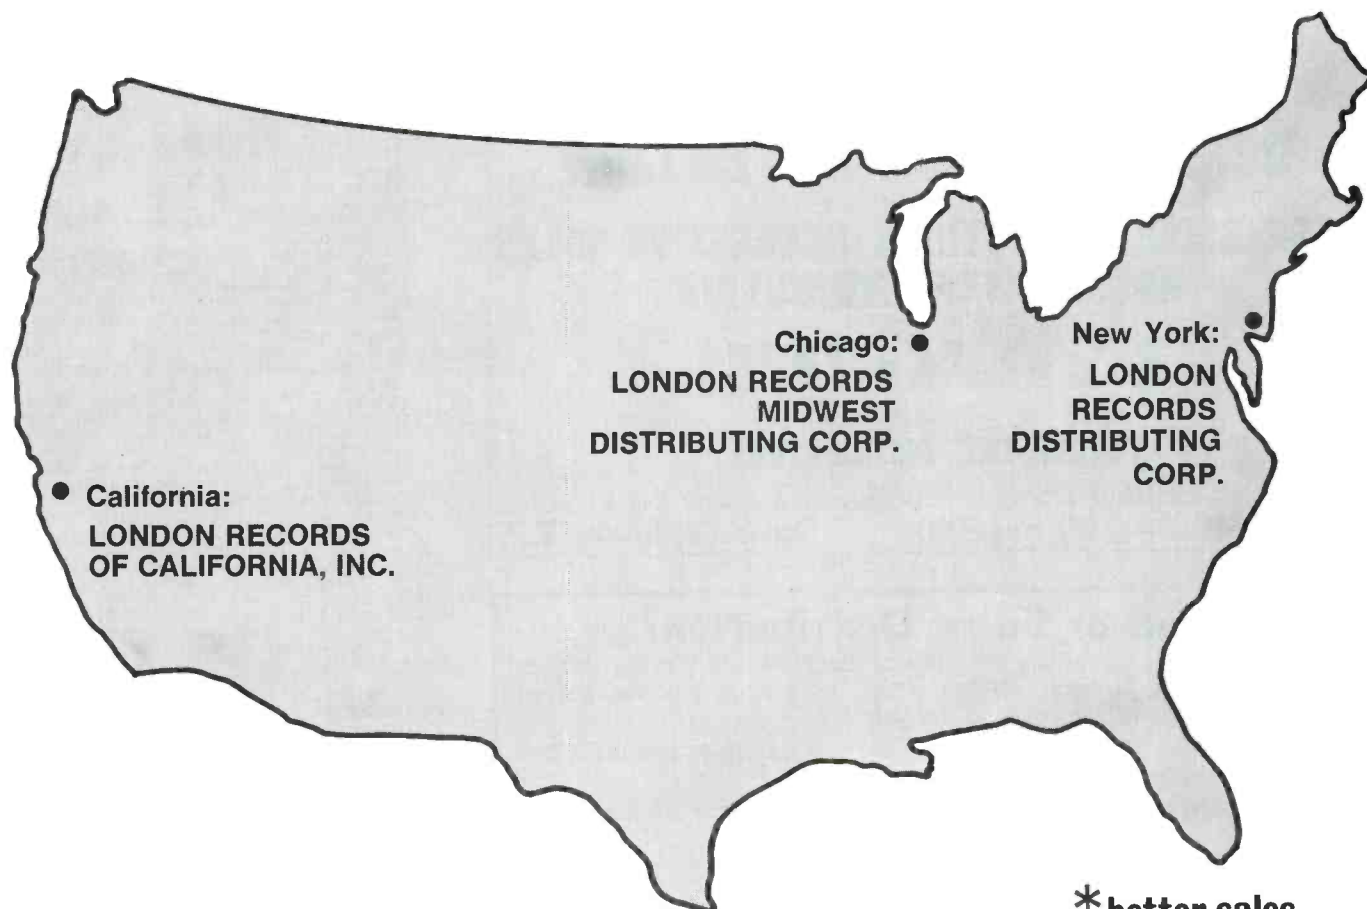 Chicago:
LONDON RECORDS
MIDWEST
DISTRIBUTING CORP.
New York:
LONDON
RECORDS
DISTRIBUTING
CORP.
California:
LONDON RECORDS
OF CALIFORNIA, INC.
* better sales